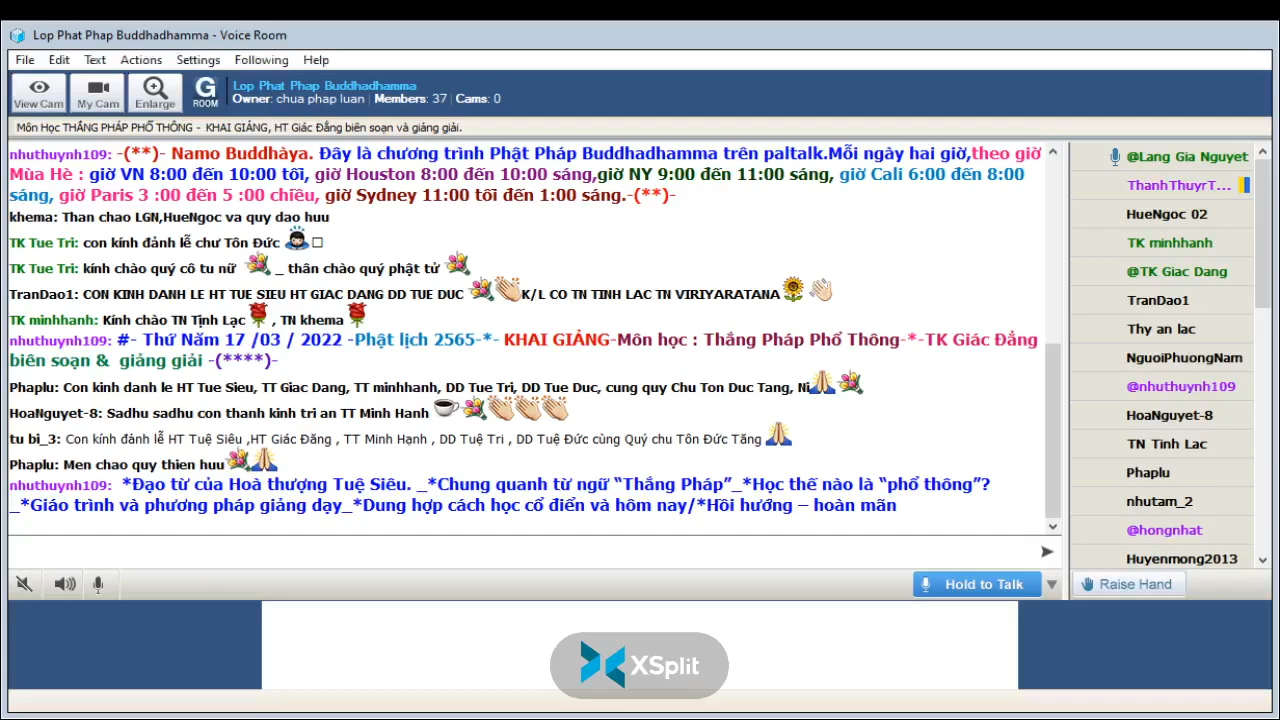 Lop Phat Phap Buddhadhamma - Voice Room
File Edit Text Actions Settings Following Help
View Cam My Cam Enlarge G ROOM
Lop Phat Phap Buddhadhamma
Owner: chua phap luan | Members: 37 | Cams: 0
Môn Học THẮNG PHÁP PHỔ THÔNG - KHAI GIẢNG, HT Giác Đẳng biên soạn và giảng giải.
nhuthuynh109: -(**)- Namo Buddhàya. Đây là chương trình Phật Pháp Buddhadhamma trên paltalk.Mỗi ngày hai giờ,theo giờ
Mùa Hè : giờ VN 8:00 đến 10:00 tối, giờ Houston 8:00 đến 10:00 sáng,giờ NY 9:00 đến 11:00 sáng, giờ Cali 6:00 đến 8:00
sáng, giờ Paris 3 :00 đến 5 :00 chiều, giờ Sydney 11:00 tối đến 1:00 sáng.-(**)-
khema: Than chao LGN,HueNgoc va quy dao huu
TK Tue Tri: con kính đảnh lễ chư Tôn Đức
TK Tue Tri: kính chào quý cô tu nữ _ thân chào quý phật tử
TranDao1: CON KINH DANH LE HT TUE SIEU HT GIAC DANG DD TUE DUC K/L CO TN TINH LAC TN VIRIYARATANA
TK minhhanh: Kính chào TN Tịnh Lạc , TN khema
nhuthuynh109: #- Thứ Năm 17 /03 / 2022 -Phật lịch 2565-*- KHAI GIẢNG-Môn học : Thắng Pháp Phổ Thông-*-TK Giác Đẳng
biên soạn & giảng giải -(****)-
Phaplu: Con kinh danh le HT Tue Sieu, TT Giac Dang, TT minhhanh, DD Tue Tri, DD Tue Duc, cung quy Chu Ton Duc Tang, Ni
HoaNguyet-8: Sadhu sadhu con thanh kinh tri an TT Minh Hanh
tu bi_3: Con kính đảnh lễ HT Tuệ Siêu ,HT Giác Đăng , TT Minh Hạnh , DD Tuệ Tri , DD Tuệ Đức cùng Quý chu Tôn Đức Tăng
Phaplu: Men chao quy thien huu
nhuthuynh109: *Đạo từ của Hoà thượng Tuệ Siêu. _*Chung quanh từ ngữ “Thắng Pháp”_*Học thế nào là “phổ thông”?
_*Giáo trình và phương pháp giảng dạy_*Dung hợp cách học cổ điển và hôm nay/*Hồi hướng – hoàn mãn
@Lang Gia Nguyet
ThanhThuyrT...
HueNgoc 02
TK minhhanh
@TK Giac Dang
TranDao1
Thy an lac
NguoiPhuongNam
@nhuthuynh109
HoaNguyet-8
TN Tinh Lac
Phaplu
nhutam_2
@hongnhat
Huyenmong2013
Hold to Talk
Raise Hand
XSplit